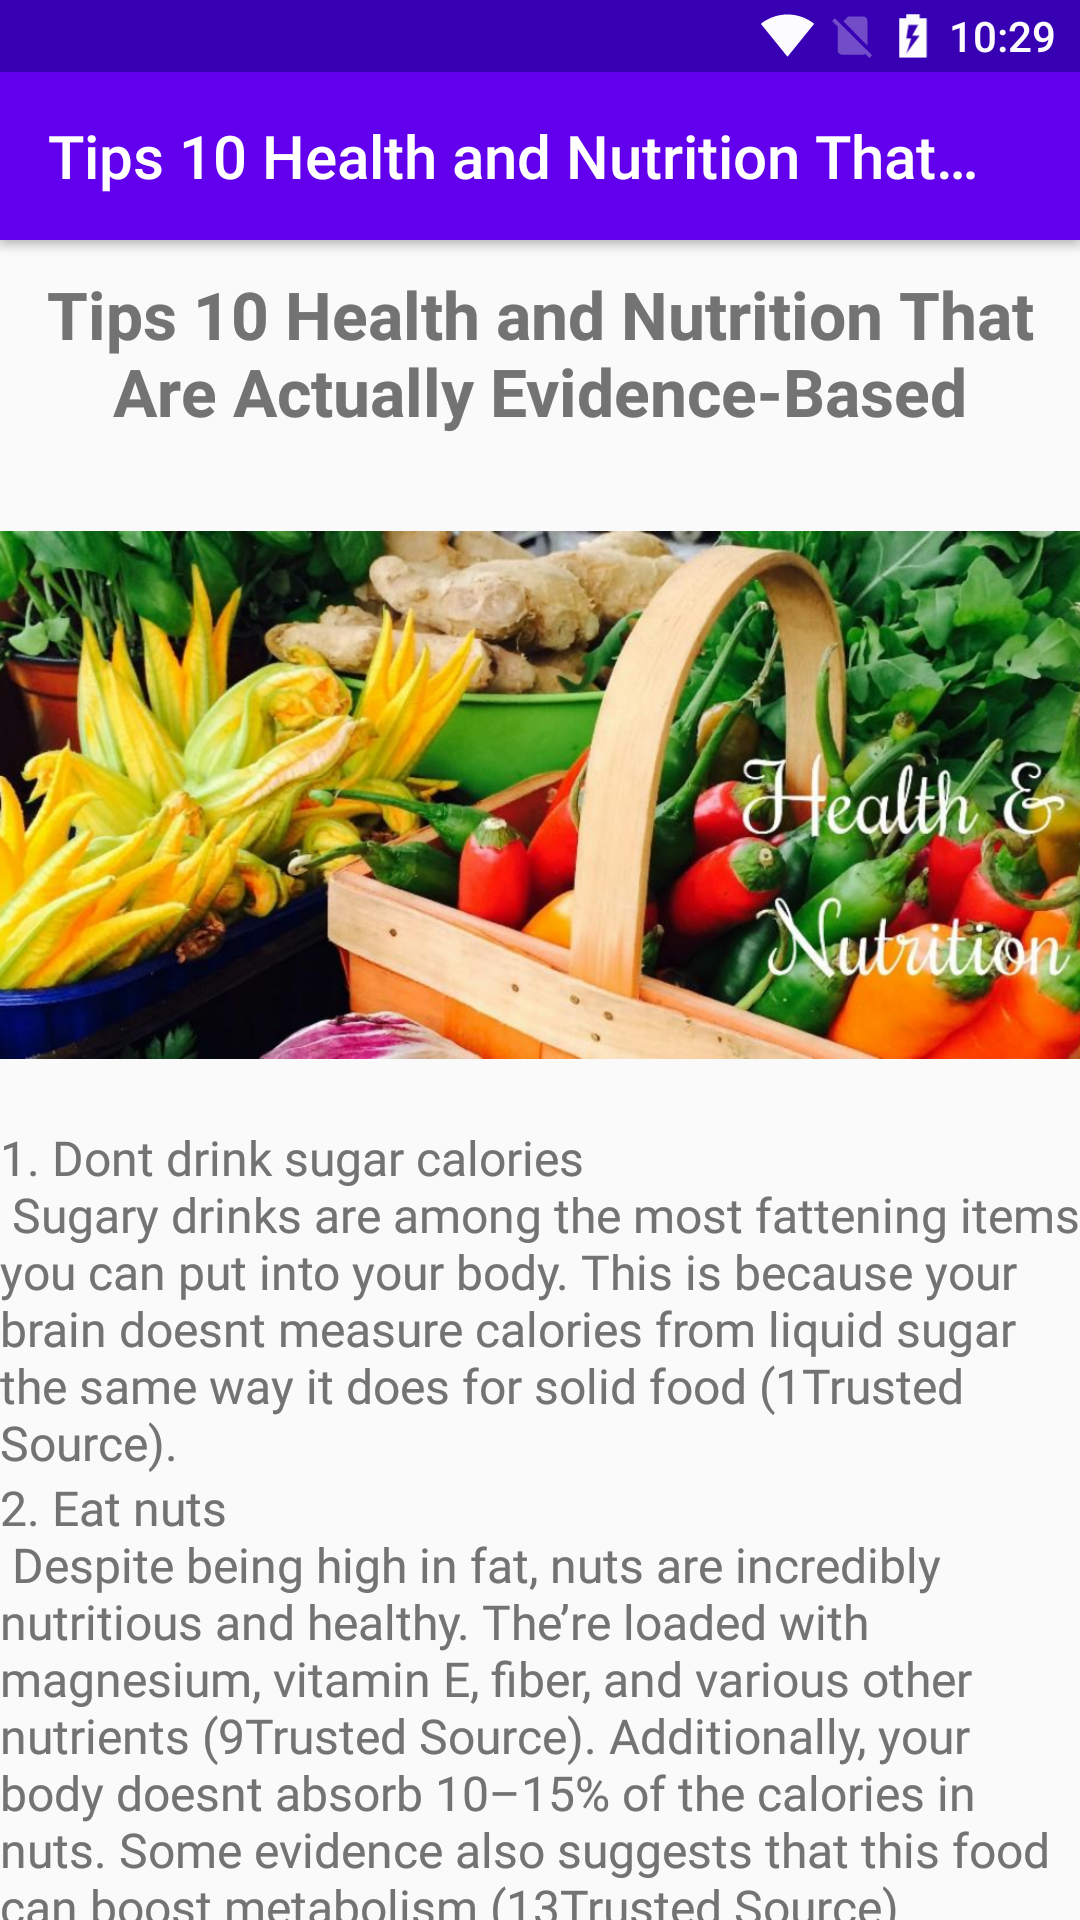 10:29
Tips 10 Health and Nutrition That...
Tips 10 Health and Nutrition That
Are Actually Evidence-Based
Health &
Nutrition
1. Dont drink sugar calories
Sugary drinks are among the most fattening items
you can put into your body. This is because your
brain doesnt measure calories from liquid sugar
the same way it does for solid food (1Trusted
Source).
2. Eat nuts
Despite being high in fat, nuts are incredibly
nutritious and healthy. The’re loaded with
magnesium, vitamin E, fiber, and various other
nutrients (9Trusted Source). Additionally, your
body doesnt absorb 10–15% of the calories in
nuts. Some evidence also suggests that this food
can boost metabolism (13Trusted Source)